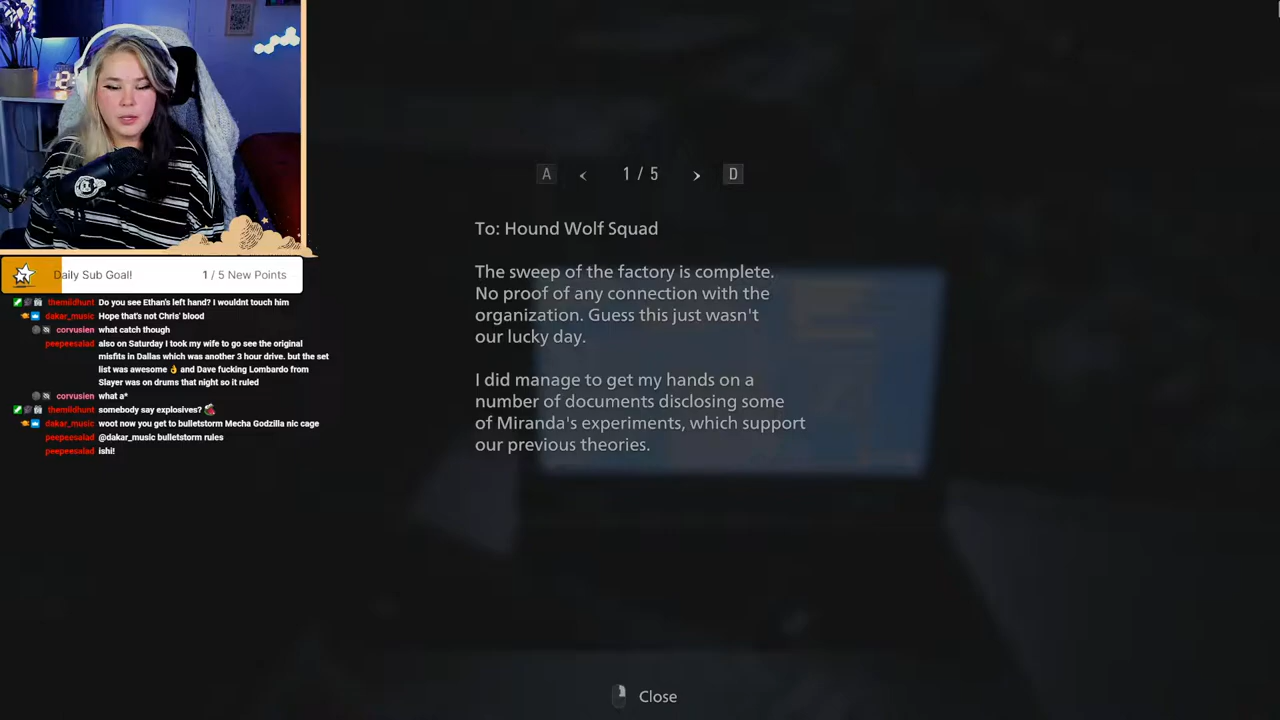 12
A < 1 / 5 > D
To: Hound Wolf Squad
The sweep of the factory is complete.
No proof of any connection with the
organization. Guess this just wasn't
our lucky day.
I did manage to get my hands on a
number of documents disclosing some
of Miranda's experiments, which support
our previous theories.
Close
Daily Sub Goal! 1 / 5 New Points
themildhunt Do you see Ethan's left hand? I wouldnt touch him
dakar_music Hope that's not Chris' blood
corvusien what catch though
peepeesalad also on Saturday I took my wife to go see the original
misfits in Dallas which was another 3 hour drive. but the set
list was awesome 👌 and Dave fucking Lombardo from
Slayer was on drums that night so it ruled
corvusien what a*
themildhunt somebody say explosives?
dakar_music woot now you get to bulletstorm Mecha Godzilla nic cage
peepeesalad @dakar_music bulletstorm rules
peepeesalad ishi!